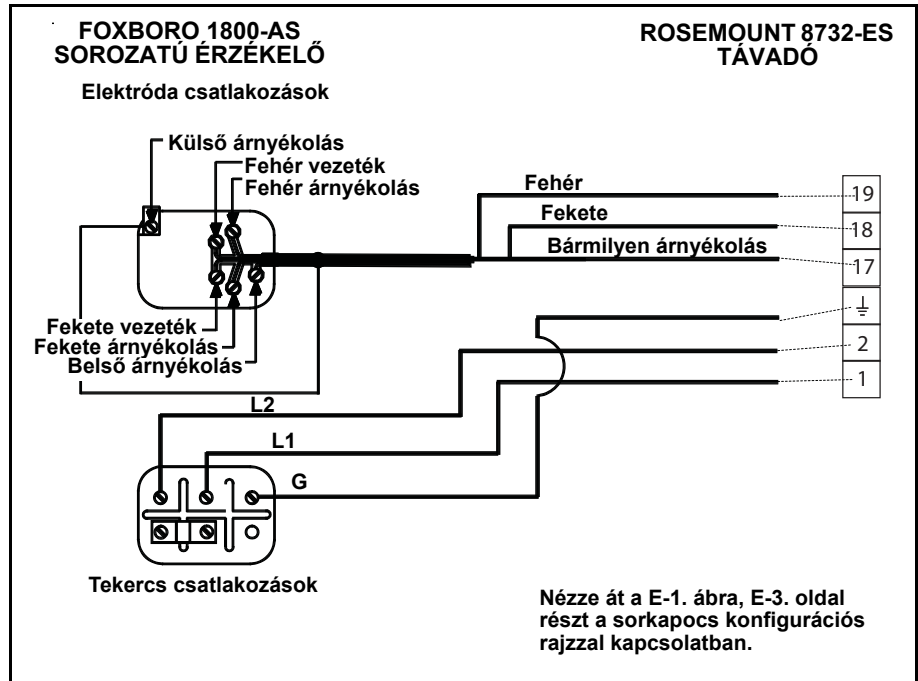 FOXBORO 1800-AS
SOROZATÚ ÉRZÉKELŐ
ROSEMOUNT 8732-ES
TÁVADÓ
Elektróda csatlakozások
Külső árnyékolás
Fehér vezeték
Fehér árnyékolás
Fehér
19
Fekete
18
Bármilyen árnyékolás
17
Fekete vezeték
Fekete árnyékolás
Belső árnyékolás
2
1
L2
L1
G
Tekercs csatlakozások
Nézze át a E-1. ábra, E-3. oldal
részt a sorkapocs konfigurációs
rajzzal kapcsolatban.